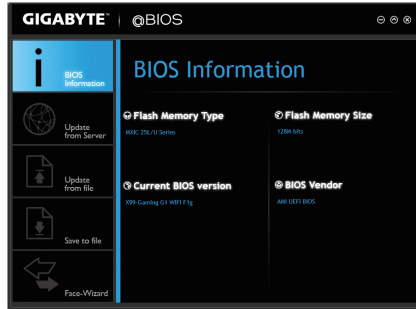 GIGABYTE™ | @BIOS
BIOS
Information
Update
from Server
Update
from file
Save to file
Face-Wizard
BIOS Information
Flash Memory Type
MXIC 25L/U Series
Flash Memory Size
128M bits
Current BIOS version
X99-Gaming G1 WIFI F1g
BIOS Vendor
AMI UEFI BIOS